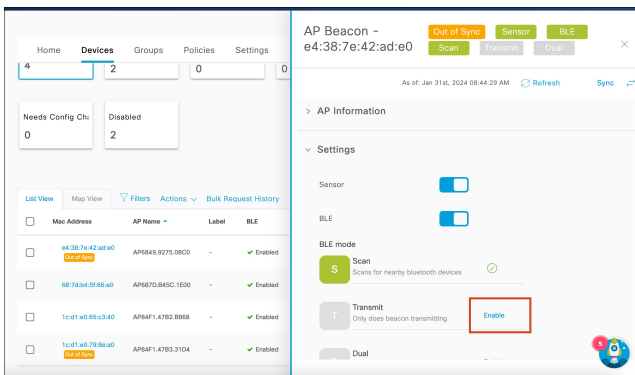 Home Devices Groups Policies Settings
4 2 0 0
Needs Config Cha Disabled
0 2
List View Map View Filters Actions Bulk Request History
Mac Address AP Name Label BLE
e4:38:7e:42:ad:e0 AP6849.9275.08C0 - Enabled
Out of Sync
68:7d:b4:5f:66:e0 AP687D.B45C.1E00 - Enabled
1c:d1:e0:65:c3:40 AP84F1.47B2.B868 - Enabled
1c:d1:e0:79:8e:a0 AP84F1.47B3.31D4 - Enabled
Out of Sync
AP Beacon - Out of Sync Sensor BLE
e4:38:7e:42:ad:e0 Scan Transmit Dual
As of: Jan 31st, 2024 08:44:29 AM Refresh Sync
AP Information
Settings
Sensor
BLE
BLE mode
S Scan
Scans for nearby bluetooth devices
T Transmit
Only does beacon transmitting Enable
Dual
5